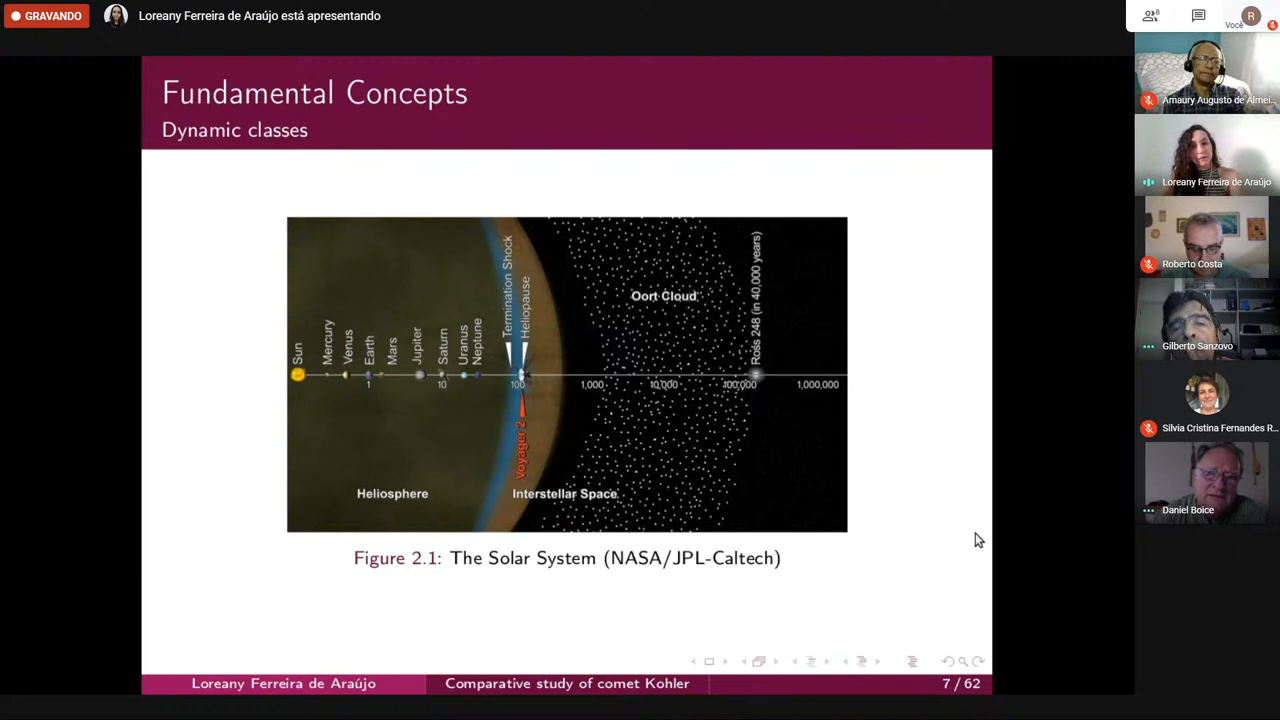 GRAVANDO
Loreany Ferreira de Araújo está apresentando
8
R
Você
Fundamental Concepts
Dynamic classes
Sun
Mercury
Venus
Earth
Mars
Jupiter
Saturn
Uranus
Neptune
Termination Shock
Heliopause
Oort Cloud
Ross 248 (in 40,000 years)
1
10
100
1,000
10,000
100,000
1,000,000
Voyager 2
Heliosphere
Interstellar Space
Figure 2.1: The Solar System (NASA/JPL-Caltech)
Loreany Ferreira de Araújo
Comparative study of comet Kohler
7 / 62
Amaury Augusto de Almei...
Loreany Ferreira de Araújo
Roberto Costa
Gilberto Sanzovo
Silvia Cristina Fernandes R...
Daniel Boice